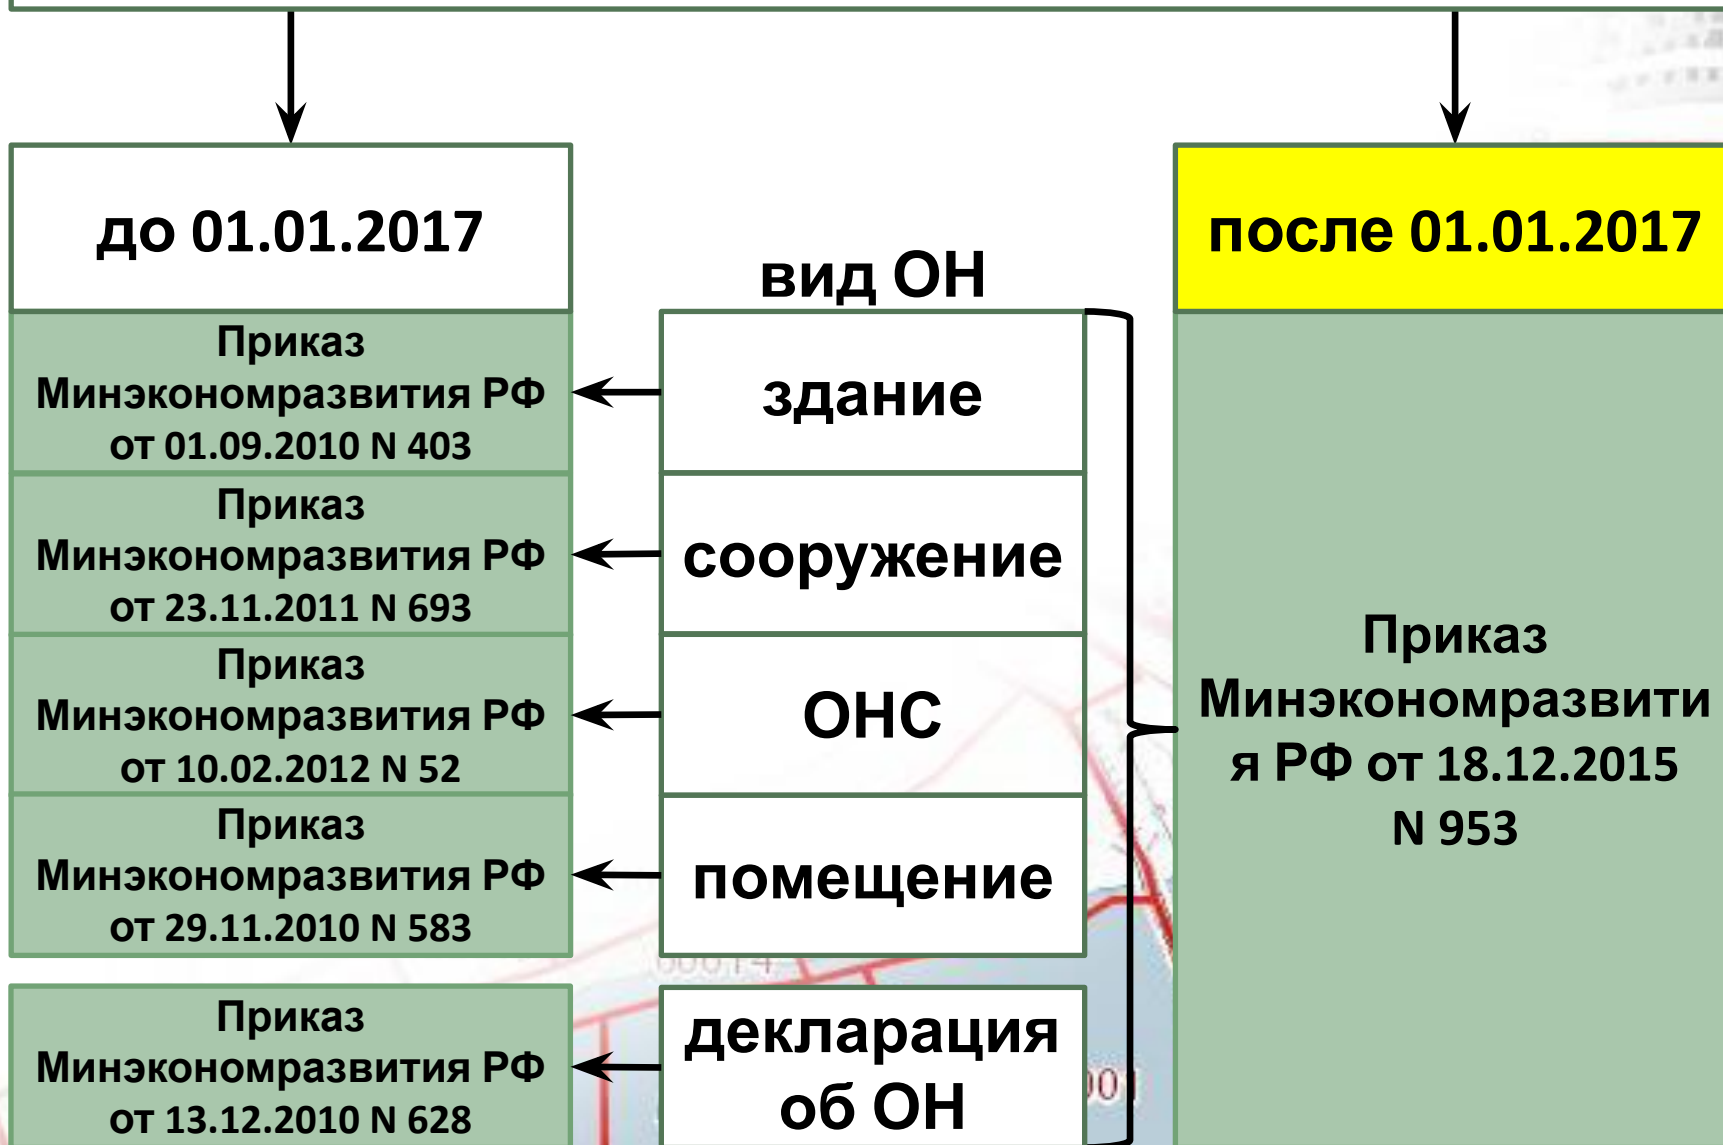 до 01.01.2017
Приказ
Минэкономразвития РФ
от 01.09.2010 N 403
Приказ
Минэкономразвития РФ
от 23.11.2011 N 693
Приказ
Минэкономразвития РФ
от 10.02.2012 N 52
Приказ
Минэкономразвития РФ
от 29.11.2010 N 583
Приказ
Минэкономразвития РФ
от 13.12.2010 N 628
вид ОН
здание
сооружение
ОНС
помещение
декларация
об ОН
после 01.01.2017
Приказ
Минэкономразвити
я РФ от 18.12.2015
N 953